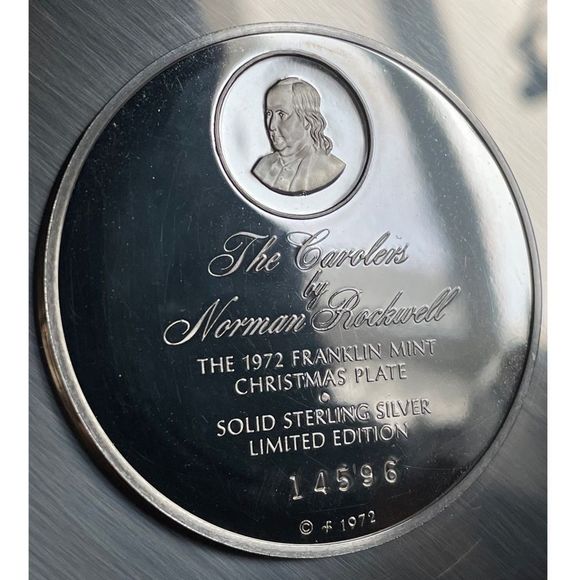 The Carolers
by
Norman Rockwell
THE 1972 FRANKLIN MINT
CHRISTMAS PLATE
SOLID STERLING SILVER
LIMITED EDITION
14596
© 1972